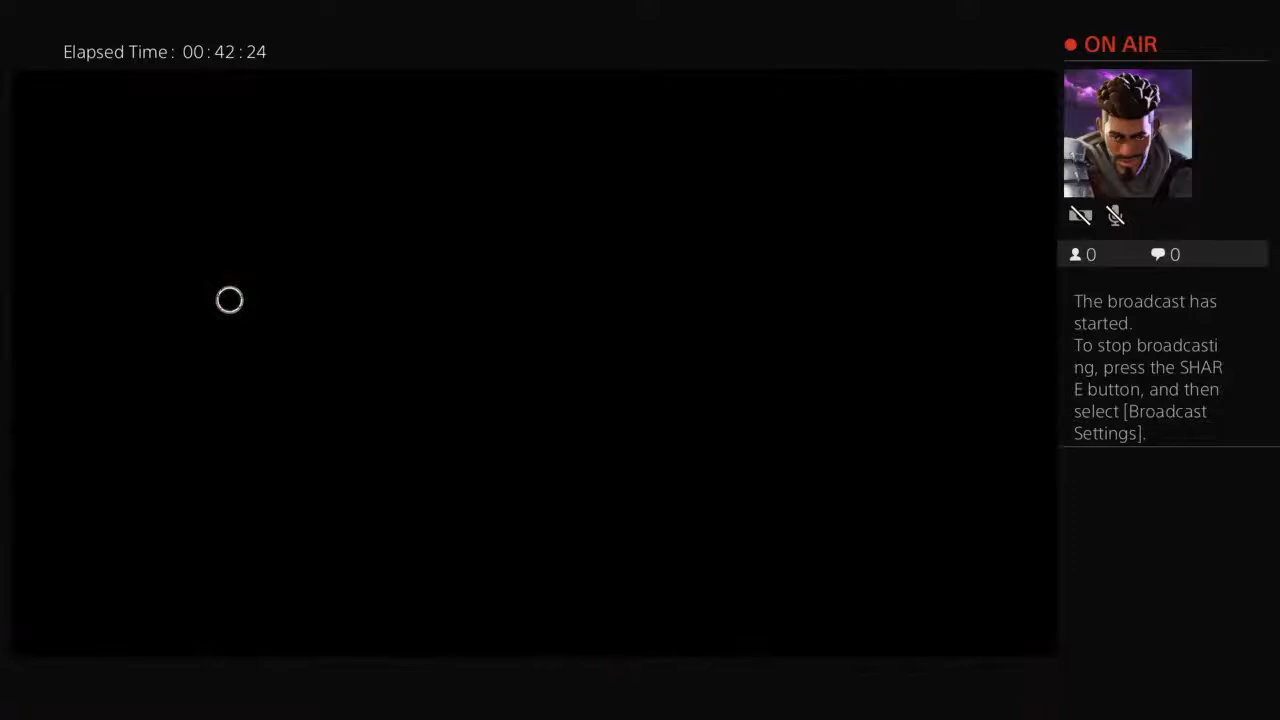 Elapsed Time: 00:42:24
ON AIR
0 0
The broadcast has
started.
To stop broadcasti
ng, press the SHAR
E button, and then
select [Broadcast
Settings].